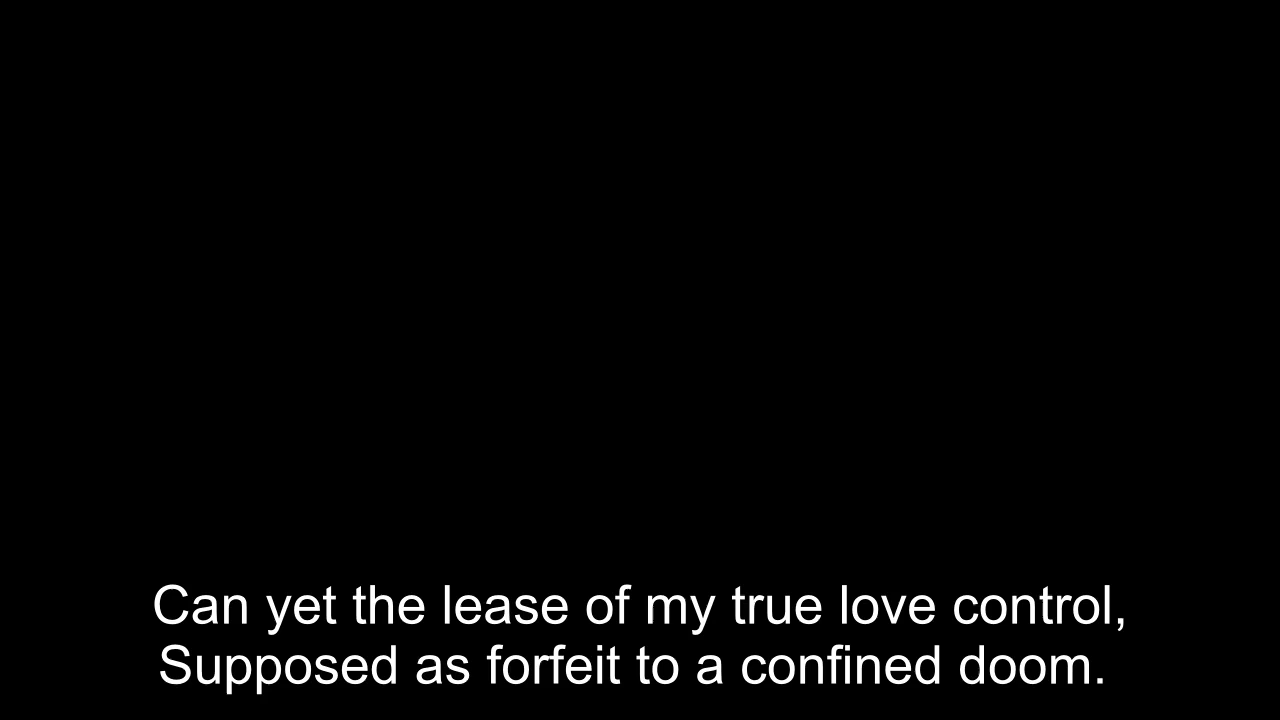 Can yet the lease of my true love control,
Supposed as forfeit to a confined doom.